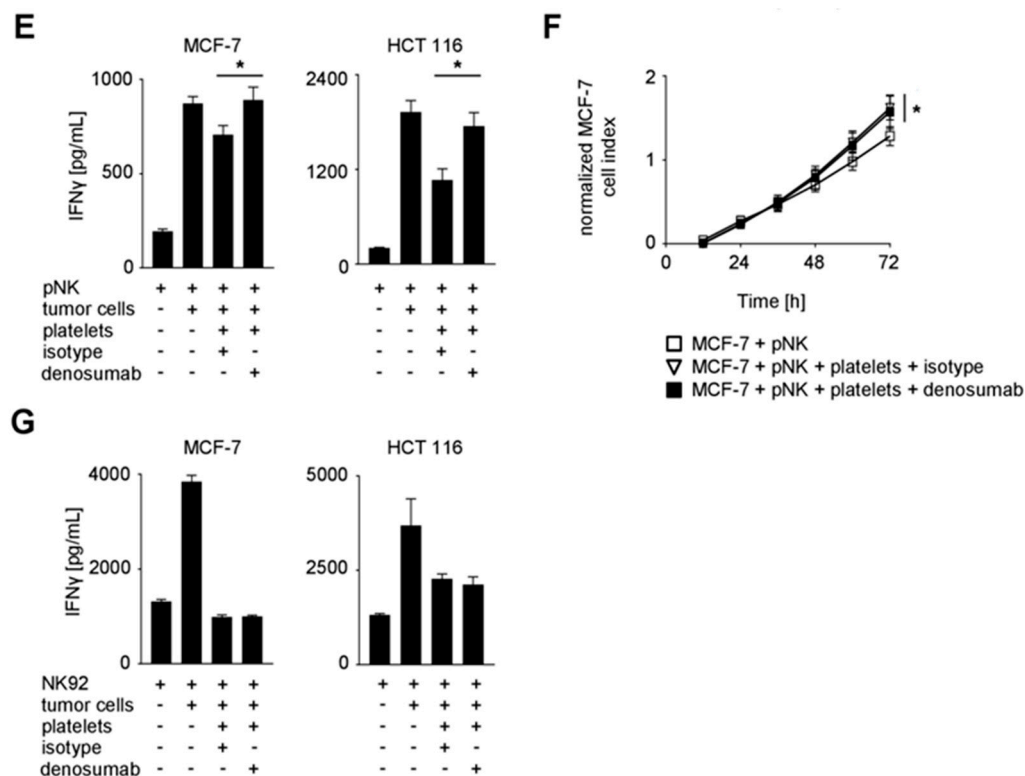 E
MCF-7
HCT 116
*
*
IFNγ [pg/mL]
1000
500
0
2400
1200
0
pNK + + + + + + + +
tumor cells - + + + - + + +
platelets - - + + - - + +
isotype - - + - - - + -
denosumab - - - + - - - +
F
normalized MCF-7
cell index
2
1
0
*
0 24 48 72
Time [h]
MCF-7 + pNK
MCF-7 + pNK + platelets + isotype
MCF-7 + pNK + platelets + denosumab
G
MCF-7
HCT 116
IFNγ [pg/mL]
4000
2000
0
5000
2500
0
NK92 + + + + + + + +
tumor cells - + + + - + + +
platelets - - + + - - + +
isotype - - + - - - + -
denosumab - - - + - - - +